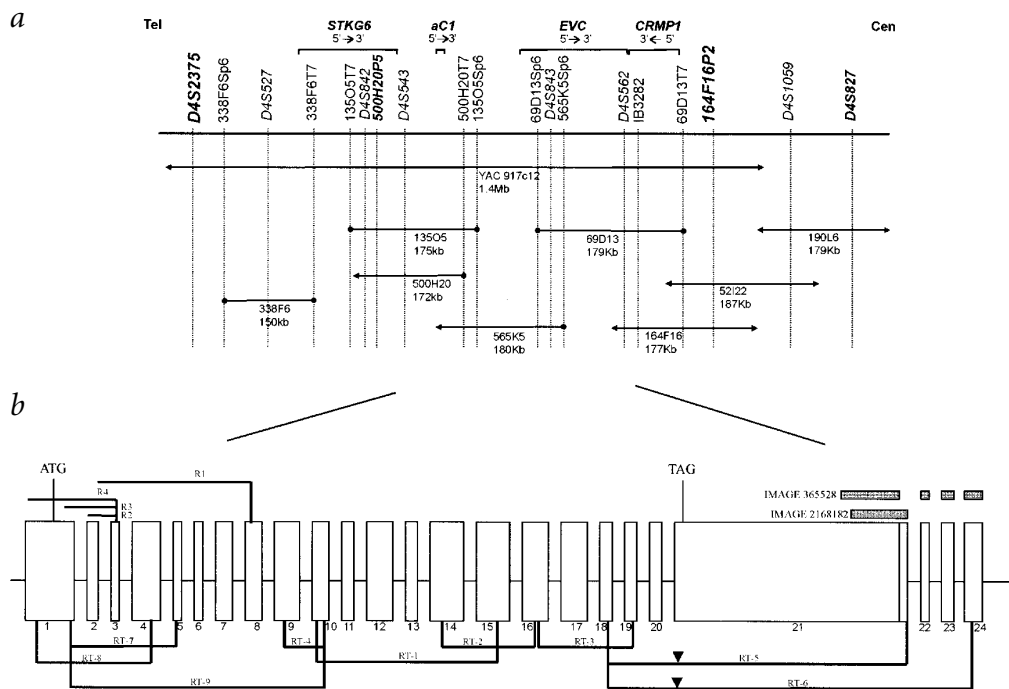 a
Tel
STKG6
5' → 3'
aC1
5'→3'
EVC
5' → 3'
CRMP1
3' ← 5'
Cen
D4S2375
338F6Sp6
D4S527
338F6T7
135O5T7
D4S842
500H20P5
D4S543
500H20T7
135O5Sp6
69D13Sp6
D4S843
565K5Sp6
D4S562
IB3282
69D13T7
164F16P2
D4S1059
D4S827
YAC 917c12
1.4Mb
135O5
175kb
69D13
179Kb
190L6
179Kb
500H20
172kb
52I22
187Kb
338F6
150kb
565K5
180Kb
164F16
177Kb
b
ATG
R1
R4
R3
R2
TAG
IMAGE 365528
IMAGE 2168182
1 2 3 4 5 6 7 8 9 10 11 12 13 14 15 16 17 18 19 20 21 22 23 24
RT-7
RT-4
RT-2
RT-3
RT-8
RT-1
RT-5
RT-9
RT-6